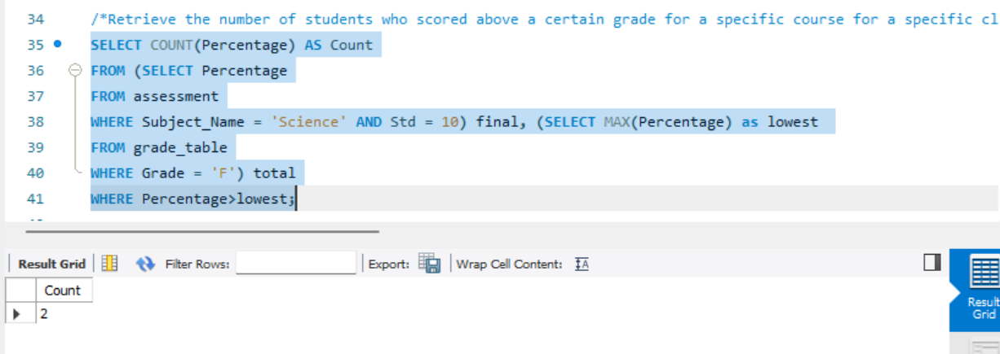 34 /*Retrieve the number of students who scored above a certain grade for a specific course for a specific cl
35 SELECT COUNT(Percentage) AS Count
36 FROM (SELECT Percentage
37 FROM assessment
38 WHERE Subject_Name = 'Science' AND Std = 10) final, (SELECT MAX(Percentage) as lowest
39 FROM grade_table
40 WHERE Grade = 'F') total
41 WHERE Percentage>lowest;
Result Grid Filter Rows: Export: Wrap Cell Content: IA
Count
2
Result
Grid